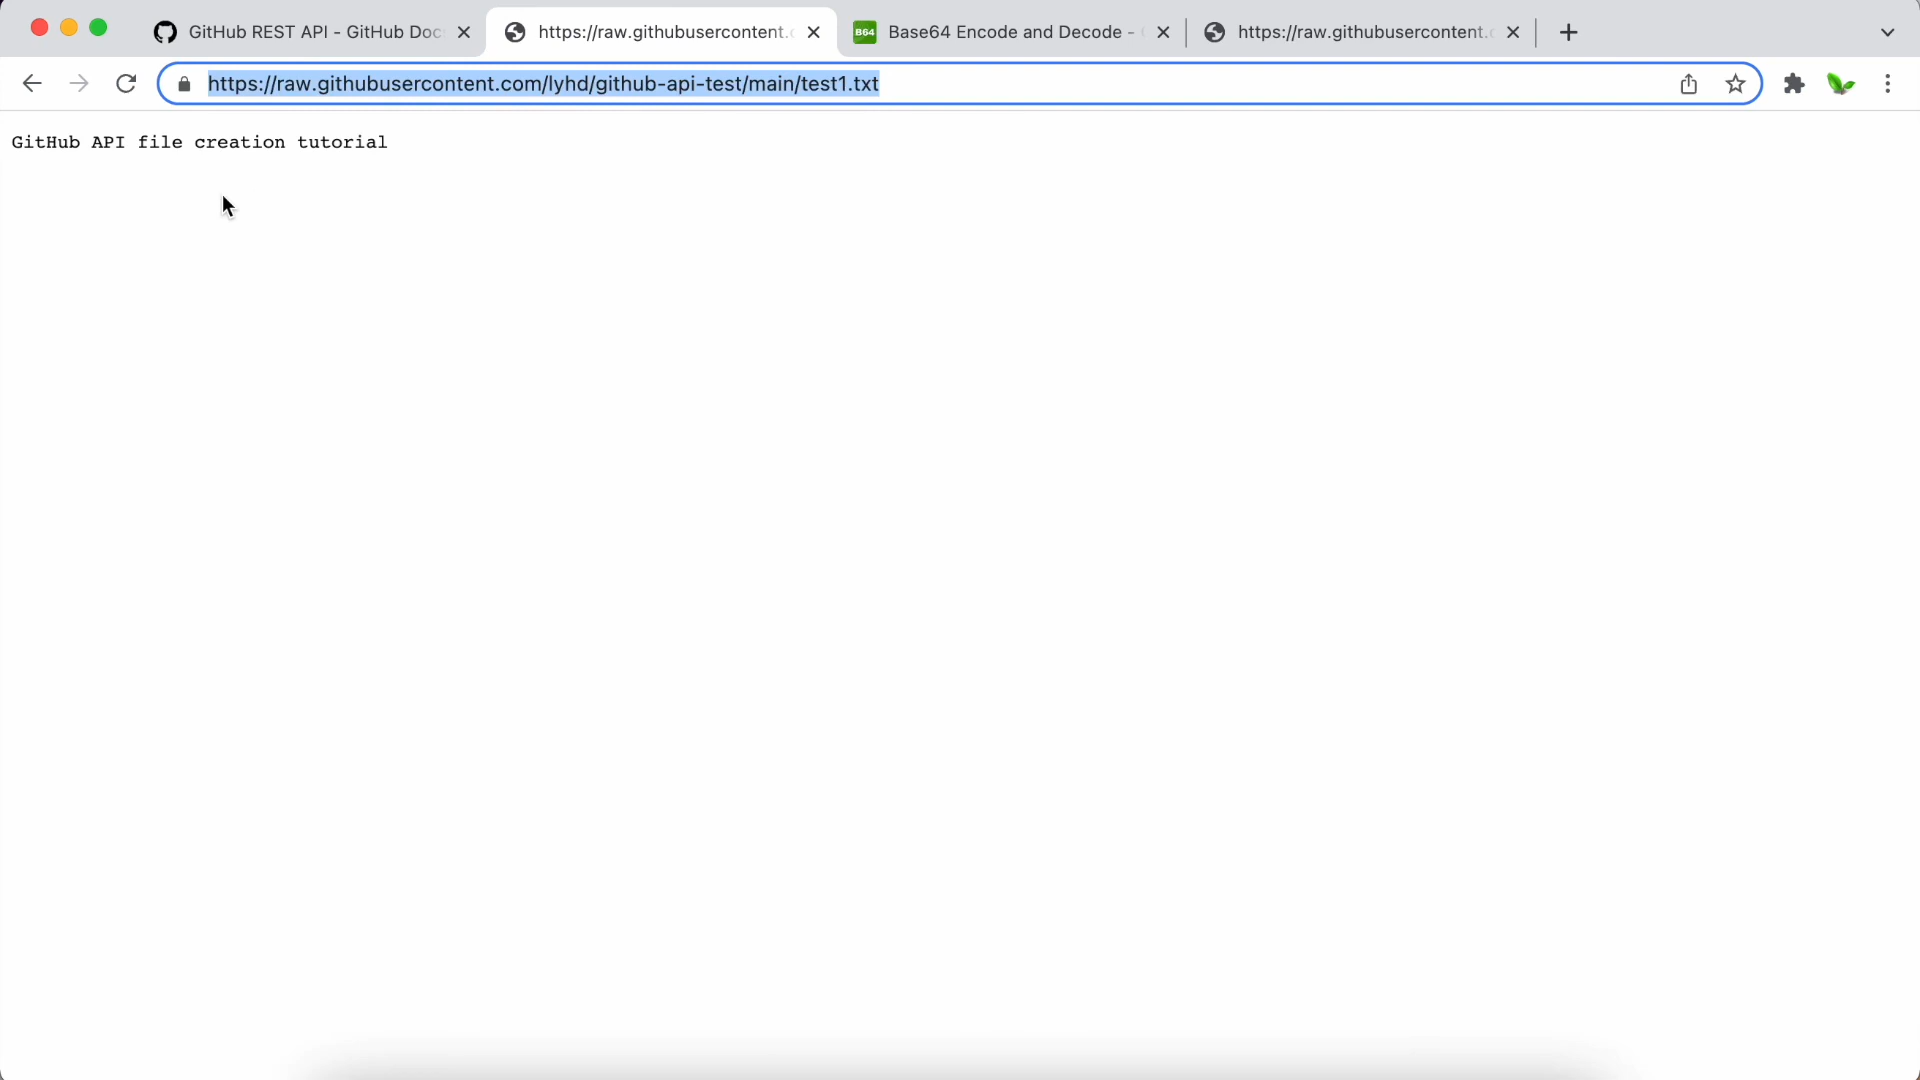 GitHub REST API - GitHub Doc
https://raw.githubusercontent.
B64
Base64 Encode and Decode -
https://raw.githubusercontent.
https://raw.githubusercontent.com/lyhd/github-api-test/main/test1.txt
GitHub API file creation tutorial